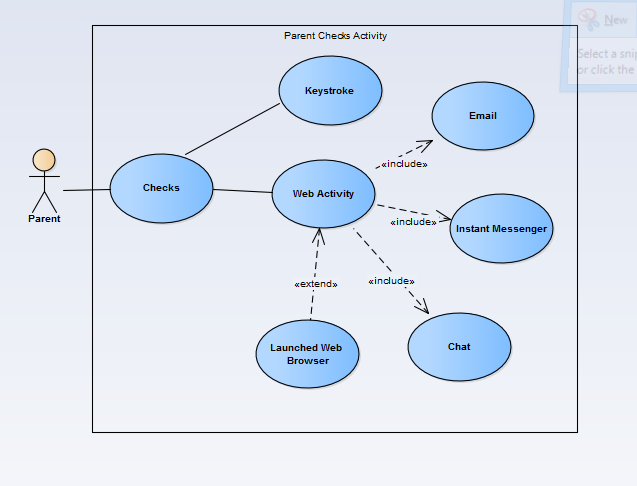 Parent Checks Activity
New
Select a snip
or click the
Keystroke
Email
«include»
Checks
Web Activity
Parent
«include»
Instant Messenger
«extend»
«include»
Launched Web
Browser
Chat